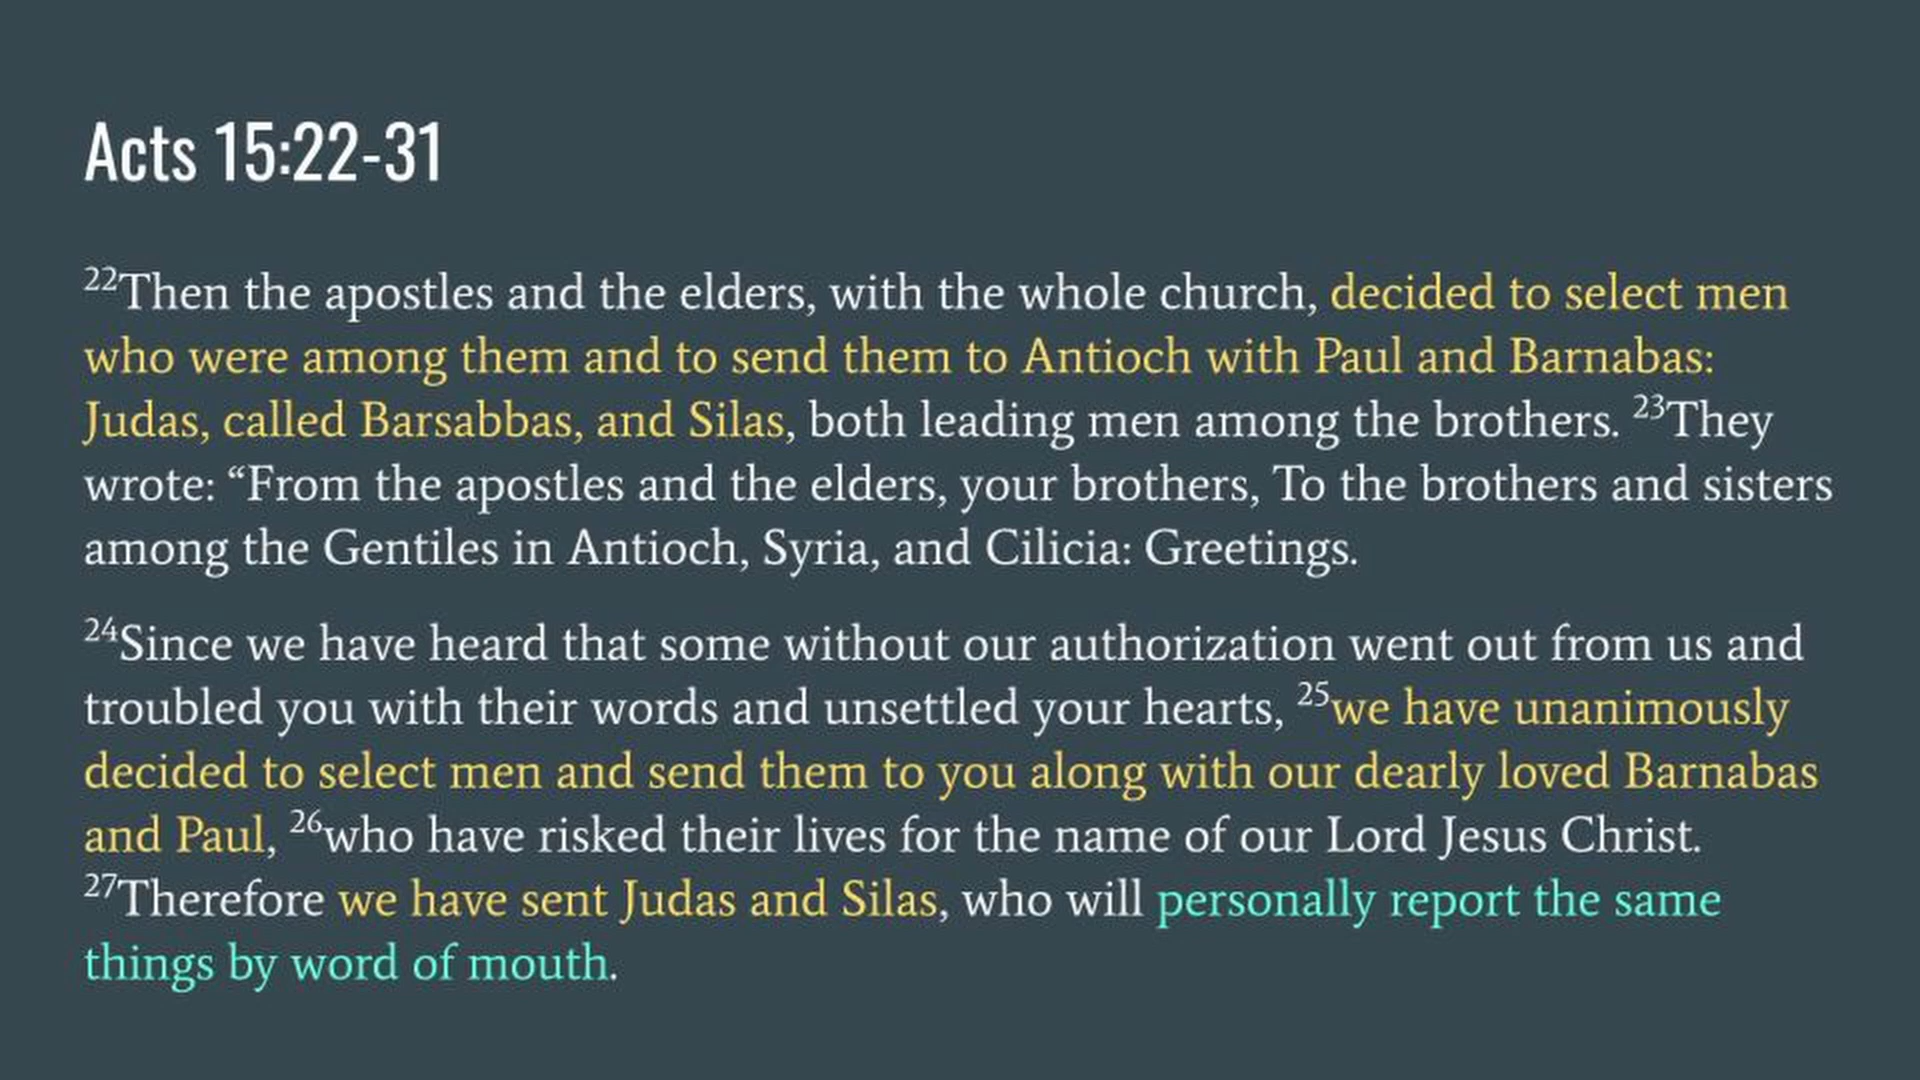 Acts 15:22-31
²²Then the apostles and the elders, with the whole church, decided to select men
who were among them and to send them to Antioch with Paul and Barnabas:
Judas, called Barsabbas, and Silas, both leading men among the brothers. ²³They
wrote: “From the apostles and the elders, your brothers, To the brothers and sisters
among the Gentiles in Antioch, Syria, and Cilicia: Greetings.
²⁴Since we have heard that some without our authorization went out from us and
troubled you with their words and unsettled your hearts, ²⁵we have unanimously
decided to select men and send them to you along with our dearly loved Barnabas
and Paul, ²⁶who have risked their lives for the name of our Lord Jesus Christ.
²⁷Therefore we have sent Judas and Silas, who will personally report the same
things by word of mouth.